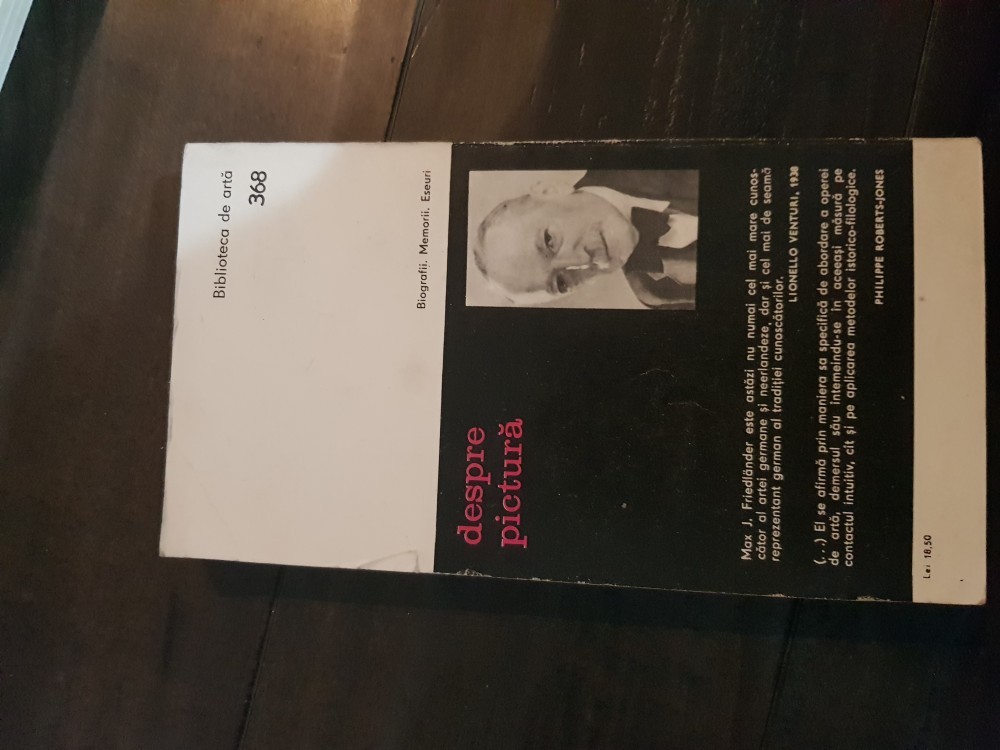 Biblioteca de artă
368
Biografii. Memorii. Eseuri
despre
pictură
Max J. Friedländer este astăzi nu numai cel mai mare cunos-
cător al artei germane și neerlandeze, dar și cel mai de seamă
reprezentant german al tradiției cunoscătorilor.
LIONELLO VENTURI, 1938
(...) El se afirmă prin maniera sa specifică de abordare a operei
de artă, demersul său întemeindu-se în aceeași măsură pe
contactul intuitiv, cît și pe aplicarea metodelor istorico-filologice.
PHILIPPE ROBERTS-JONES
Lei 18,50